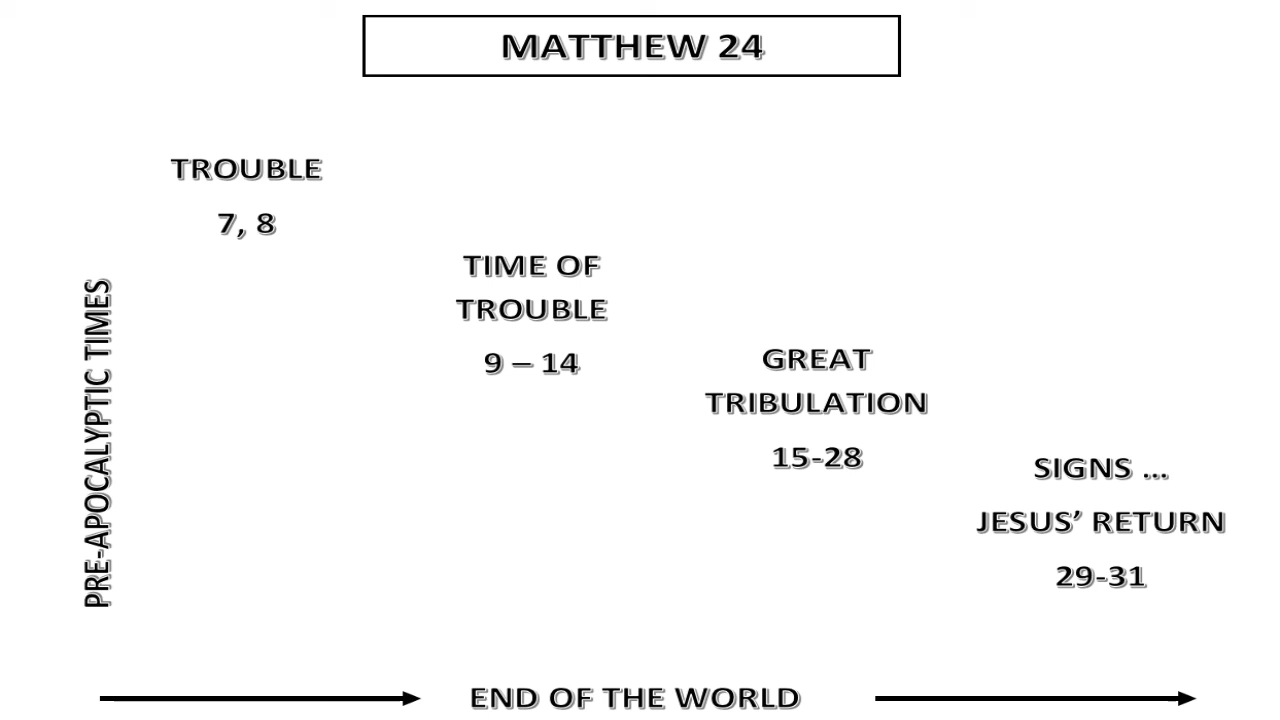 MATTHEW 24
TROUBLE
7, 8
TIME OF
TROUBLE
9 – 14
GREAT
TRIBULATION
15-28
SIGNS ...
JESUS’ RETURN
29-31
PRE-APOCALYPTIC TIMES
END OF THE WORLD